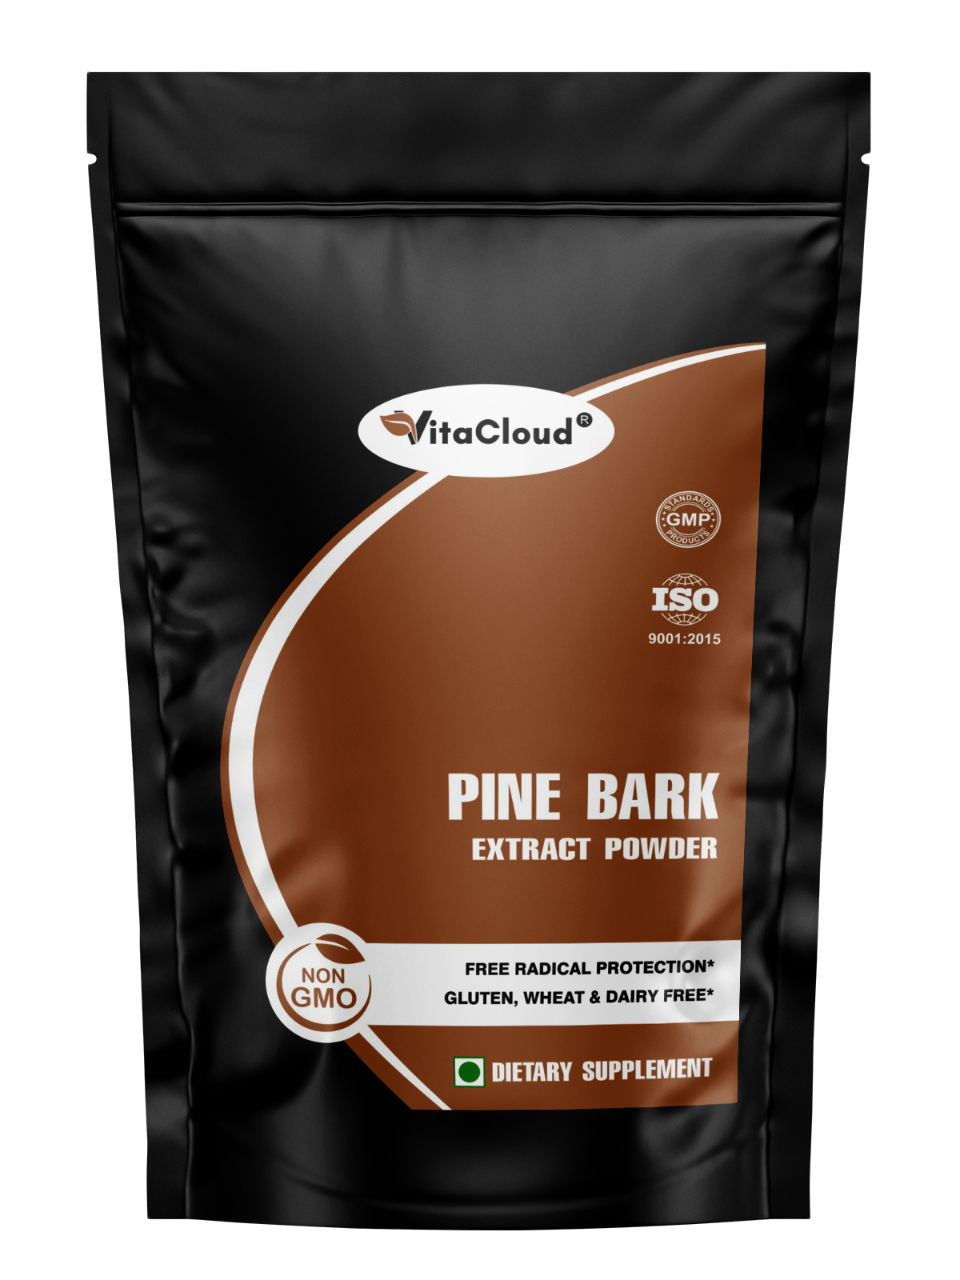 VitaCloud®
STANDARDS
GMP
PRODUCTS
ISO
9001:2015
PINE BARK
EXTRACT POWDER
NON
GMO
FREE RADICAL PROTECTION*
GLUTEN, WHEAT & DAIRY FREE*
DIETARY SUPPLEMENT